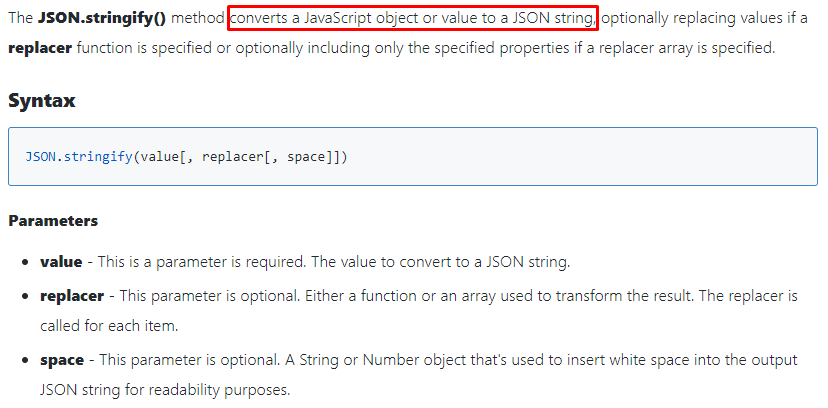 The JSON.stringify() method converts a JavaScript object or value to a JSON string, optionally replacing values if a
replacer function is specified or optionally including only the specified properties if a replacer array is specified.
Syntax
JSON.stringify(value[, replacer[, space]])
Parameters
• value - This is a parameter is required. The value to convert to a JSON string.
• replacer - This parameter is optional. Either a function or an array used to transform the result. The replacer is
called for each item.
• space - This parameter is optional. A String or Number object that's used to insert white space into the output
JSON string for readability purposes.